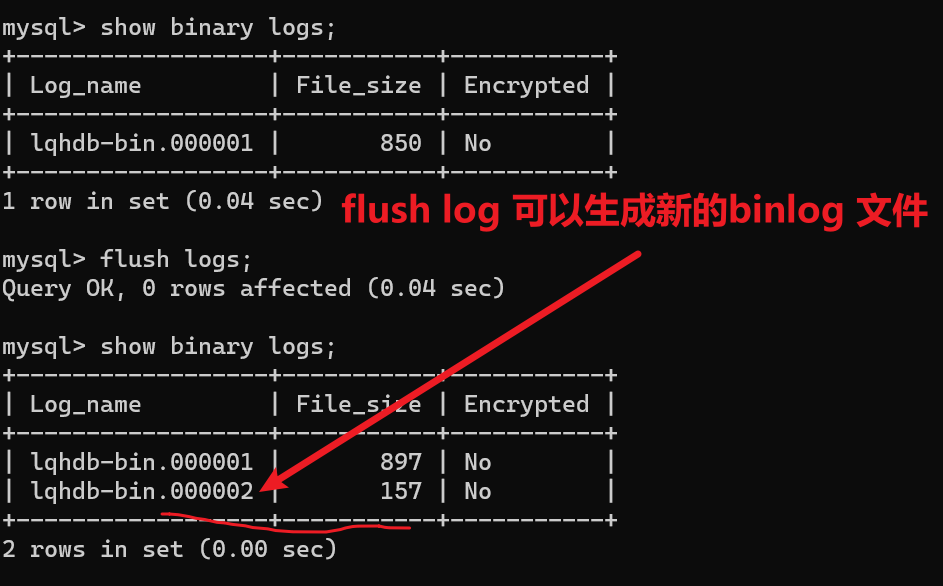 mysql> show binary logs;
+------------------+-----------+-----------+
| Log_name         | File_size | Encrypted |
+------------------+-----------+-----------+
| lqhdb-bin.000001 |       850 | No        |
+------------------+-----------+-----------+
1 row in set (0.04 sec)
flush log 可以生成新的binlog 文件
mysql> flush logs;
Query OK, 0 rows affected (0.04 sec)
mysql> show binary logs;
+------------------+-----------+-----------+
| Log_name         | File_size | Encrypted |
+------------------+-----------+-----------+
| lqhdb-bin.000001 |       897 | No        |
| lqhdb-bin.000002 |       157 | No        |
+------------------+-----------+-----------+
2 rows in set (0.00 sec)